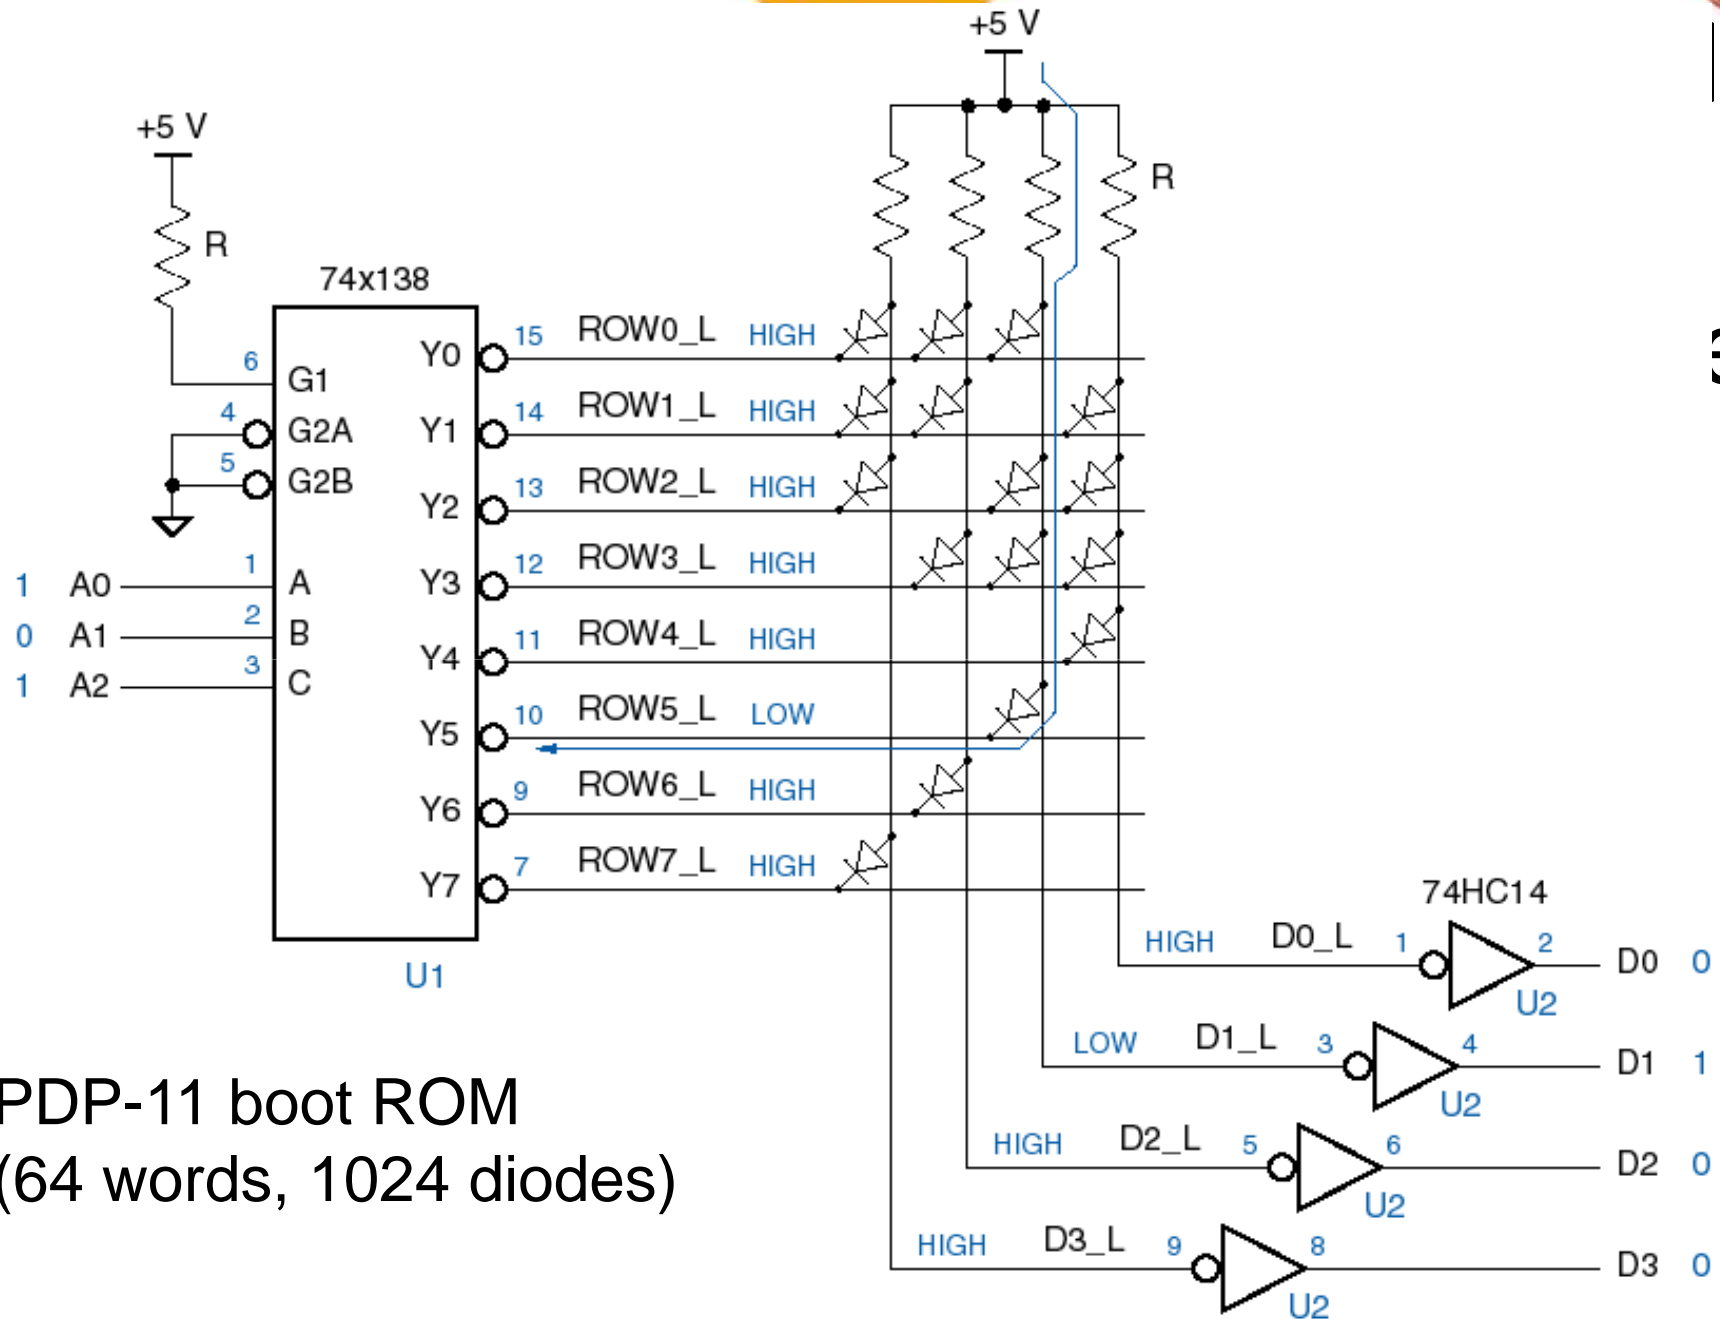 +5 V
+5 V
R
R
74x138
6 G1
4 G2A
5 G2B
1 A0 1 A
0 A1 2 B
1 A2 3 C
Y0 15 ROW0_L HIGH
Y1 14 ROW1_L HIGH
Y2 13 ROW2_L HIGH
Y3 12 ROW3_L HIGH
Y4 11 ROW4_L HIGH
Y5 10 ROW5_L LOW
Y6 9 ROW6_L HIGH
Y7 7 ROW7_L HIGH
U1
74HC14
HIGH D0_L 1 2 D0 0
U2
LOW D1_L 3 4 D1 1
U2
HIGH D2_L 5 6 D2 0
U2
HIGH D3_L 9 8 D3 0
U2
PDP-11 boot ROM
(64 words, 1024 diodes)